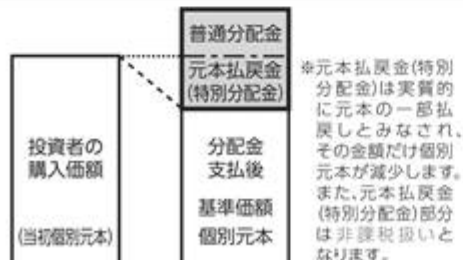 普通分配金
元本払戻金
(特別分配金)
投資者の
購入価額
(当初個別元本)
分配金
支払後
基準価額
個別元本
※元本払戻金(特別
分配金)は実質的
に元本の一部払
戻しとみなされ、
その金額だけ個別
元本が減少します。
また、元本払戻金
(特別分配金)部分
は非課税扱いと
なります。